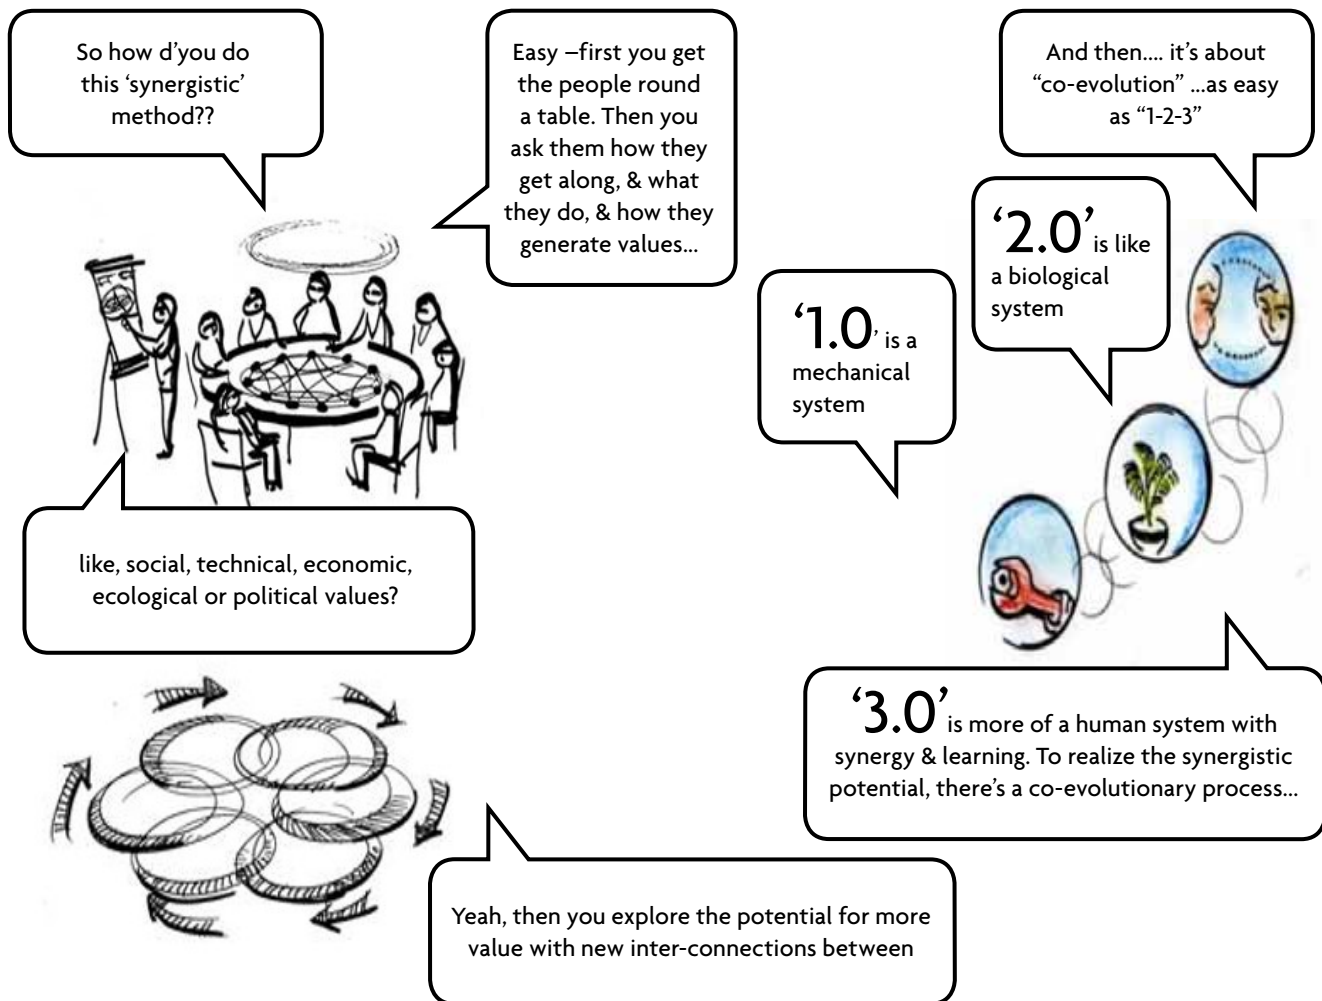 So how d’you do
this ‘synergistic’
method??
Easy –first you get
the people round
a table. Then you
ask them how they
get along, & what
they do, & how they
generate values...
like, social, technical, economic,
ecological or political values?
Yeah, then you explore the potential for more
value with new inter-connections between
And then.... it’s about
“co-evolution” ...as easy
as “1-2-3”
‘1.0’ is a
mechanical
system
‘2.0’ is like
a biological
system
‘3.0’ is more of a human system with
synergy & learning. To realize the synergistic
potential, there’s a co-evolutionary process...